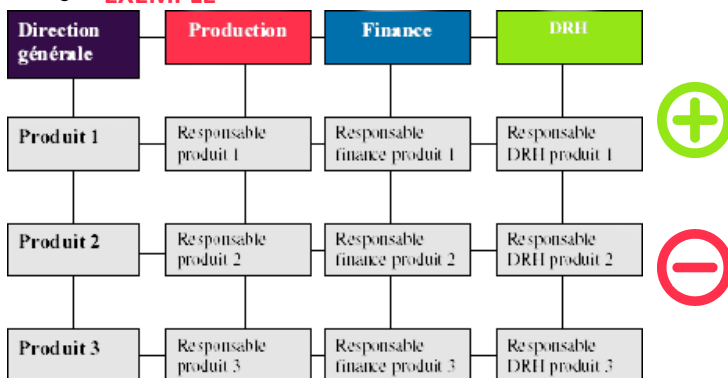 EXEMPLE
Direction
générale
Production
Finance
DRH
Produit 1
Responsable
produit 1
Responsable
finance produit 1
Responsable
DRH produit 1
Produit 2
Responsable
produit 2
Responsable
finance produit 2
Responsable
DRH produit 2
Produit 3
Responsable
produit 3
Responsable
finance produit 3
Responsable
DRH produit 3